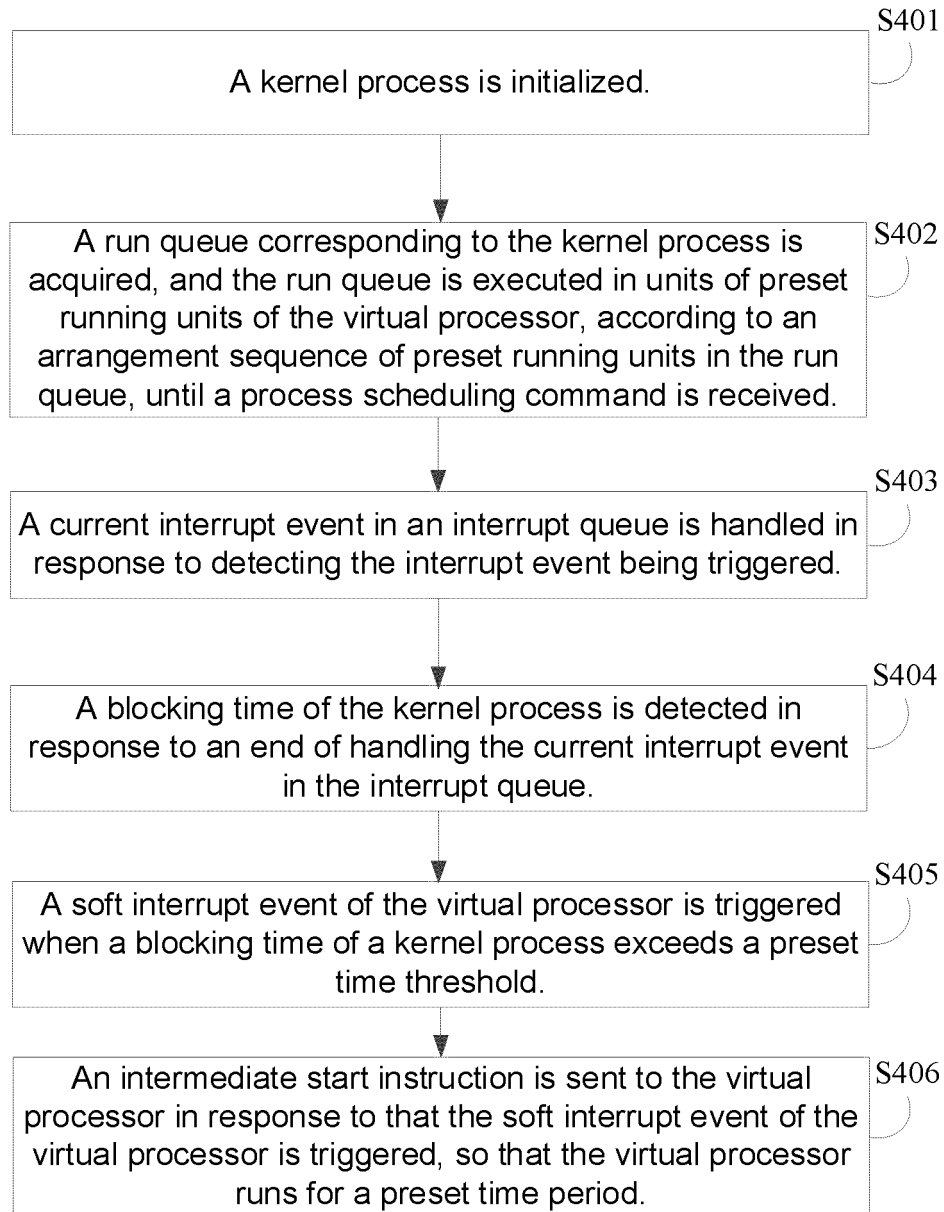 S401
A kernel process is initialized.
S402
A run queue corresponding to the kernel process is
acquired, and the run queue is executed in units of preset
running units of the virtual processor, according to an
arrangement sequence of preset running units in the run
queue, until a process scheduling command is received.
S403
A current interrupt event in an interrupt queue is handled in
response to detecting the interrupt event being triggered.
S404
A blocking time of the kernel process is detected in
response to an end of handling the current interrupt event
in the interrupt queue.
S405
A soft interrupt event of the virtual processor is triggered
when a blocking time of a kernel process exceeds a preset
time threshold.
S406
An intermediate start instruction is sent to the virtual
processor in response to that the soft interrupt event of the
virtual processor is triggered, so that the virtual processor
runs for a preset time period.